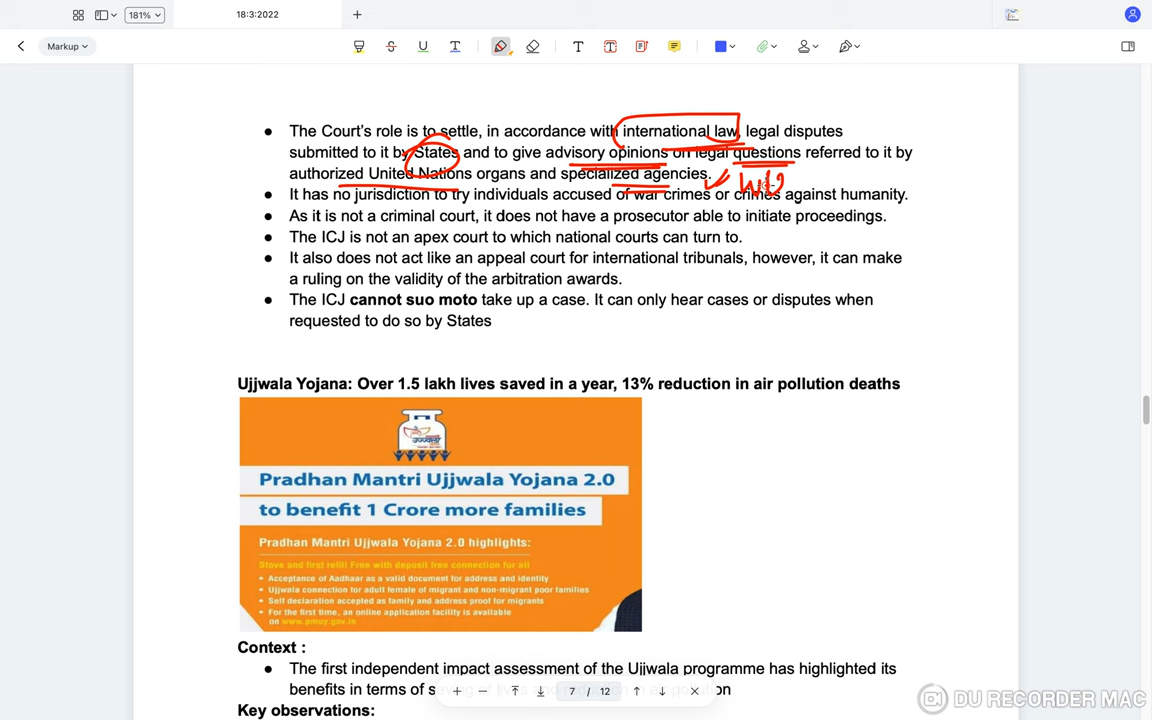 181%
18:3:2022
Markup
The Court's role is to settle, in accordance with international law, legal disputes
submitted to it by States and to give advisory opinions on legal questions referred to it by
authorized United Nations organs and specialized agencies.
It has no jurisdiction to try individuals accused of war crimes or crimes against humanity.
As it is not a criminal court, it does not have a prosecutor able to initiate proceedings.
The ICJ is not an apex court to which national courts can turn to.
It also does not act like an appeal court for international tribunals, however, it can make
a ruling on the validity of the arbitration awards.
The ICJ cannot suo moto take up a case. It can only hear cases or disputes when
requested to do so by States
Ujjwala Yojana: Over 1.5 lakh lives saved in a year, 13% reduction in air pollution deaths
Pradhan Mantri Ujjwala Yojana 2.0
to benefit 1 Crore more families
Pradhan Mantri Ujjwala Yojana 2.0 highlights:
Stove and first refill Free with deposit free connection for all
• Acceptance of Aadhaar as a valid document for address and identity
• Ujjwala connection for adult female of migrant and non-migrant poor families
• Self declaration accepted as family and address proof for migrants
• For the first time, an online application facility is available
on www.pmuy.gov.in
Context :
The first independent impact assessment of the Ujjwala programme has highlighted its
benefits in terms of saving of lives and reduction in air pollution
7 / 12
Key observations:
DU RECORDER MAC